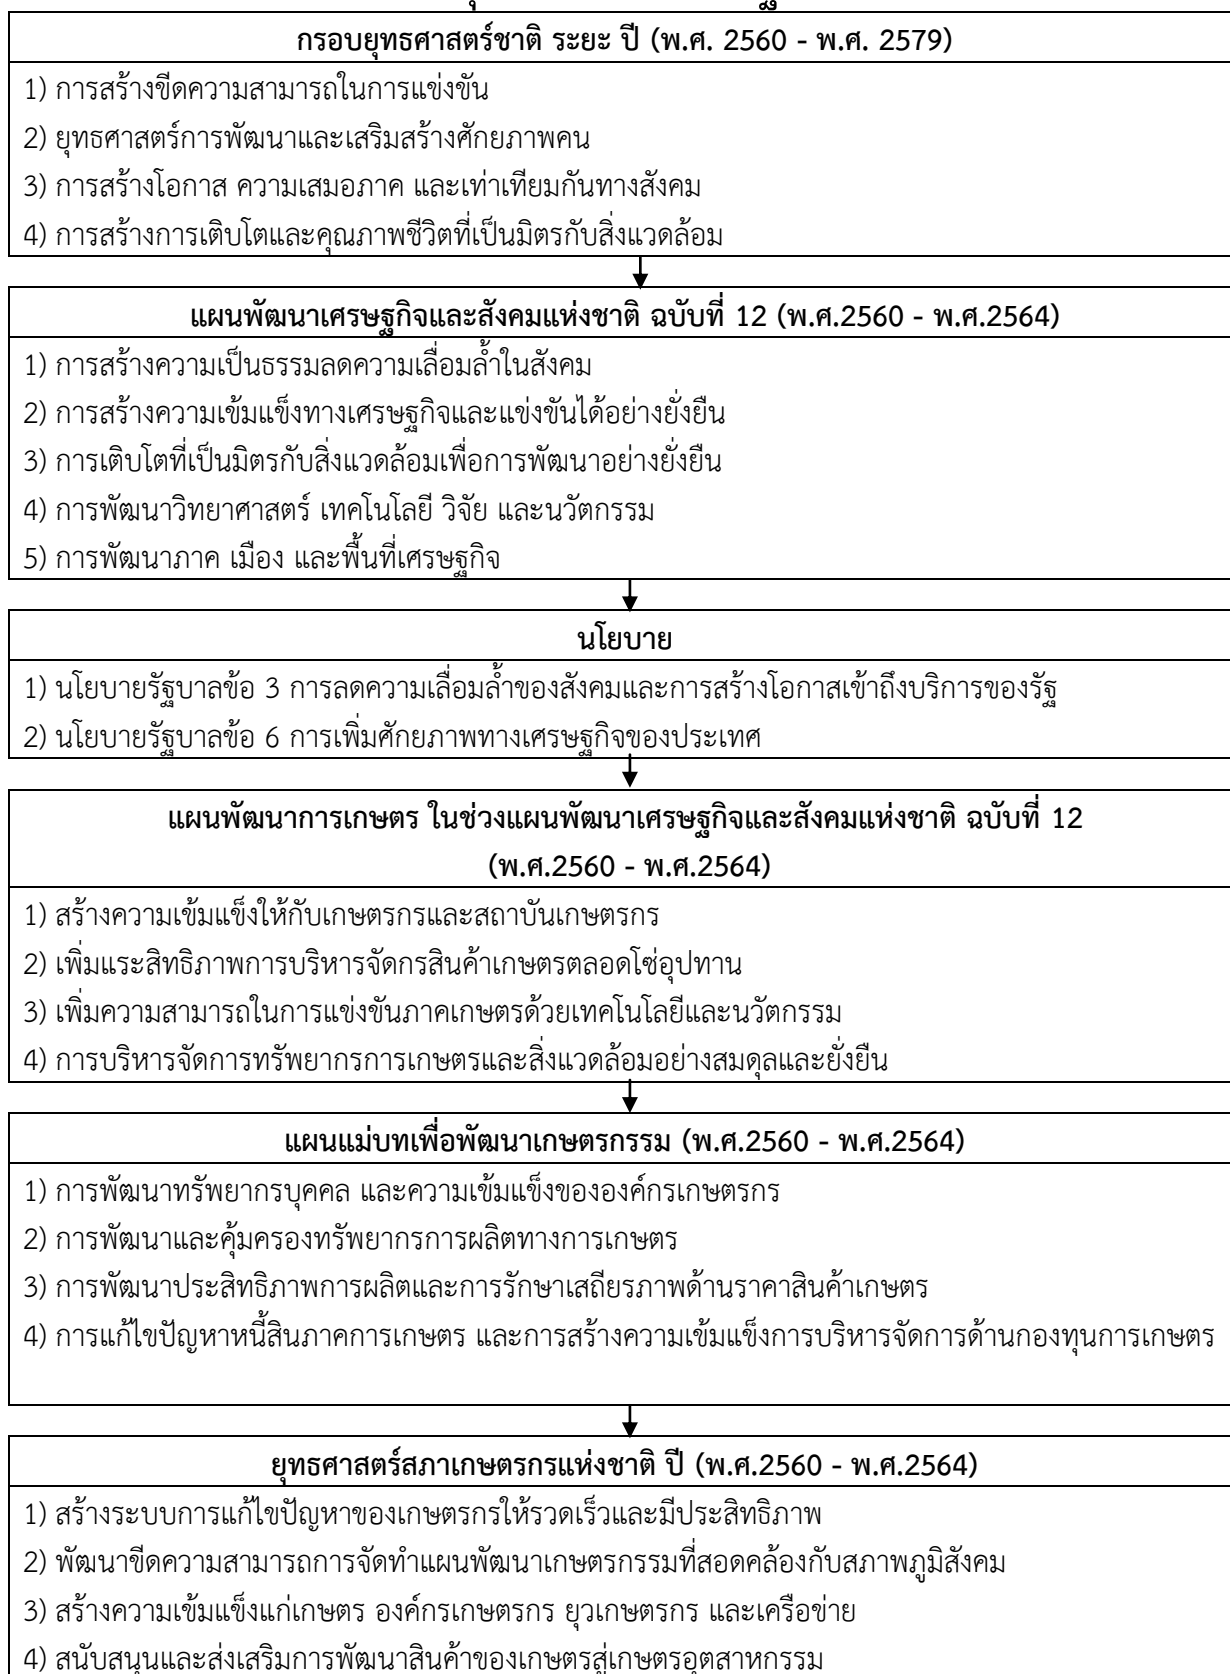 กรอบยุทธศาสตร์ชาติ ระยะ ปี (พ.ศ. 2560 - พ.ศ. 2579)
1) การสร้างขีดความสามารถในการแข่งขัน
2) ยุทธศาสตร์การพัฒนาและเสริมสร้างศักยภาพคน
3) การสร้างโอกาส ความเสมอภาค และเท่าเทียมกันทางสังคม
4) การสร้างการเติบโตและคุณภาพชีวิตที่เป็นมิตรกับสิ่งแวดล้อม
แผนพัฒนาเศรษฐกิจและสังคมแห่งชาติ ฉบับที่ 12 (พ.ศ.2560 - พ.ศ.2564)
1) การสร้างความเป็นธรรมลดความเลื่อมล้ำในสังคม
2) การสร้างความเข้มแข็งทางเศรษฐกิจและแข่งขันได้อย่างยั่งยืน
3) การเติบโตที่เป็นมิตรกับสิ่งแวดล้อมเพื่อการพัฒนาอย่างยั่งยืน
4) การพัฒนาวิทยาศาสตร์ เทคโนโลยี วิจัย และนวัตกรรม
5) การพัฒนาภาค เมือง และพื้นที่เศรษฐกิจ
นโยบาย
1) นโยบายรัฐบาลข้อ 3 การลดความเลื่อมล้ำของสังคมและการสร้างโอกาสเข้าถึงบริการของรัฐ
2) นโยบายรัฐบาลข้อ 6 การเพิ่มศักยภาพทางเศรษฐกิจของประเทศ
แผนพัฒนาการเกษตร ในช่วงแผนพัฒนาเศรษฐกิจและสังคมแห่งชาติ ฉบับที่ 12
(พ.ศ.2560 - พ.ศ.2564)
1) สร้างความเข้มแข็งให้กับเกษตรกรและสถาบันเกษตรกร
2) เพิ่มแระสิทธิภาพการบริหารจัดกรสินค้าเกษตรตลอดโซ่อุปทาน
3) เพิ่มความสามารถในการแข่งขันภาคเกษตรด้วยเทคโนโลยีและนวัตกรรม
4) การบริหารจัดการทรัพยากรการเกษตรและสิ่งแวดล้อมอย่างสมดุลและยั่งยืน
แผนแม่บทเพื่อพัฒนาเกษตรกรรม (พ.ศ.2560 - พ.ศ.2564)
1) การพัฒนาทรัพยากรบุคคล และความเข้มแข็งขององค์กรเกษตรกร
2) การพัฒนาและคุ้มครองทรัพยากรการผลิตทางการเกษตร
3) การพัฒนาประสิทธิภาพการผลิตและการรักษาเสถียรภาพด้านราคาสินค้าเกษตร
4) การแก้ไขปัญหาหนี้สินภาคการเกษตร และการสร้างความเข้มแข็งการบริหารจัดการด้านกองทุนการเกษตร
ยุทธศาสตร์สภาเกษตรกรแห่งชาติ ปี (พ.ศ.2560 - พ.ศ.2564)
1) สร้างระบบการแก้ไขปัญหาของเกษตรกรให้รวดเร็วและมีประสิทธิภาพ
2) พัฒนาขีดความสามารถการจัดทำแผนพัฒนาเกษตรกรรมที่สอดคล้องกับสภาพภูมิสังคม
3) สร้างความเข้มแข็งแก่เกษตร องค์กรเกษตรกร ยุวเกษตรกร และเครือข่าย
4) สนับสนุนและส่งเสริมการพัฒนาสินค้าของเกษตรสู่เกษตรอุตสาหกรรม